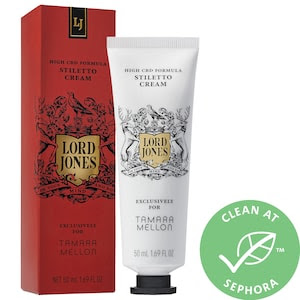 LJ
HIGH CBD FORMULA
STILETTO
CREAM
LORD
JONES
EXCLUSIVELY
FOR
TAMARA
MELLON
NET 50 mL 1.69 FL OZ
HIGH CBD FORMULA
STILETTO
CREAM
LORD
JONES
EXCLUSIVELY
FOR
TAMARA
MELLON
50 mL 1.69 FL OZ
CLEAN AT
TM
SEPHORA